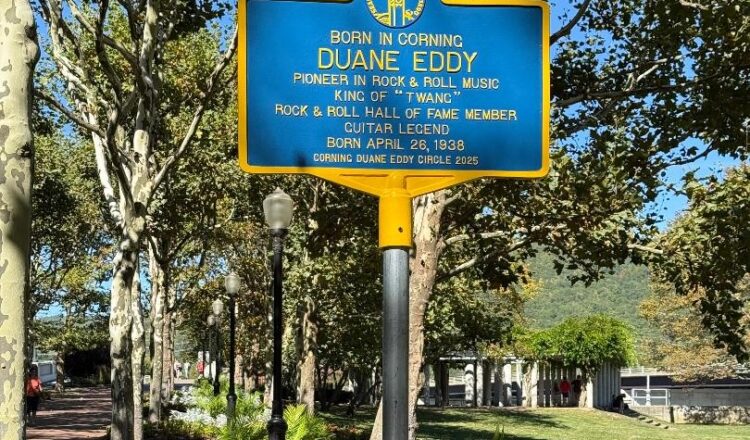 BORN IN CORNING
DUANE EDDY
PIONEER IN ROCK & ROLL MUSIC
KING OF "TWANG"
ROCK & ROLL HALL OF FAME MEMBER
GUITAR LEGEND
BORN APRIL 26, 1938
CORNING DUANE EDDY CIRCLE 2025